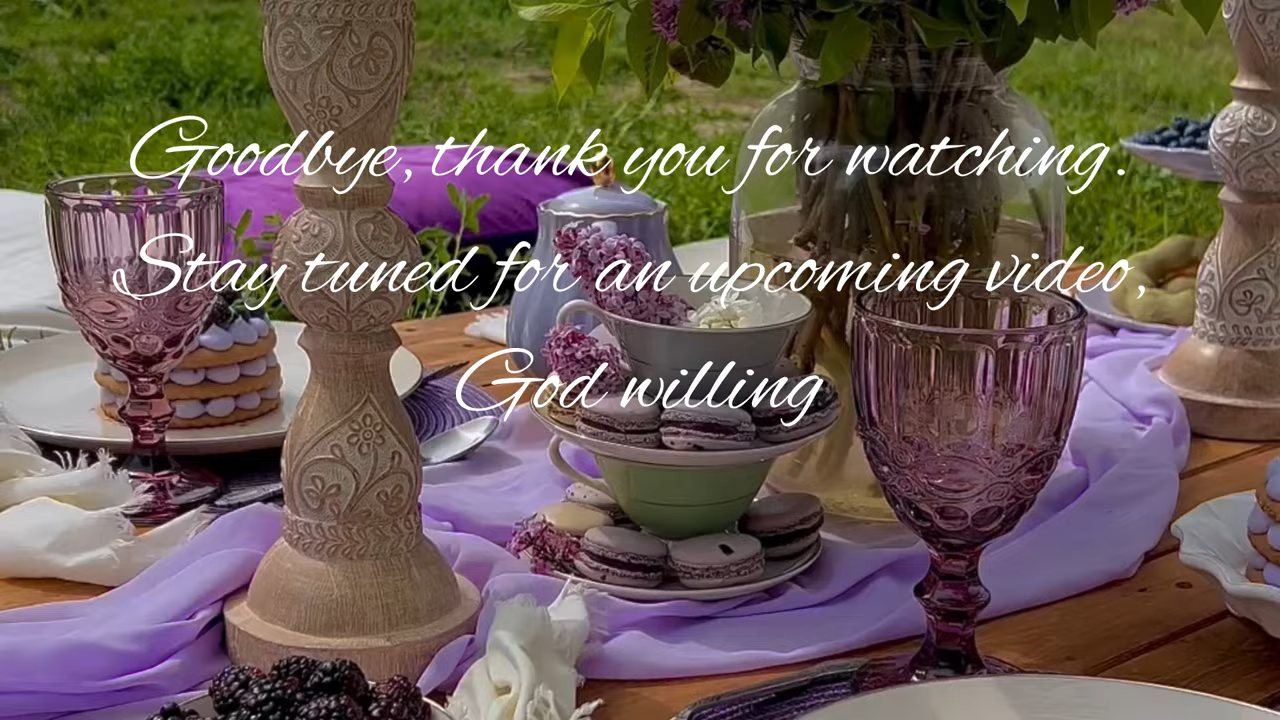 Goodbye, thank you for watching.
Stay tuned for an upcoming video,
God willing